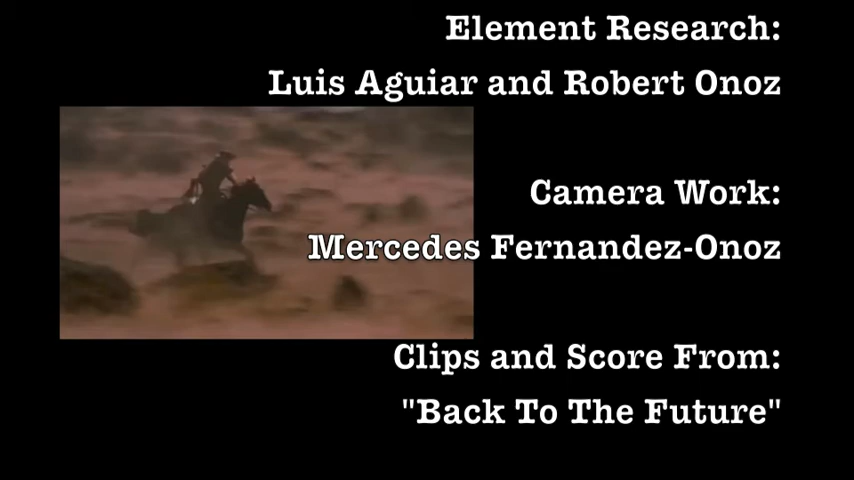 Element Research:
Luis Aguiar and Robert Onoz
Camera Work:
Mercedes Fernandez-Onoz
Clips and Score From:
"Back To The Future"